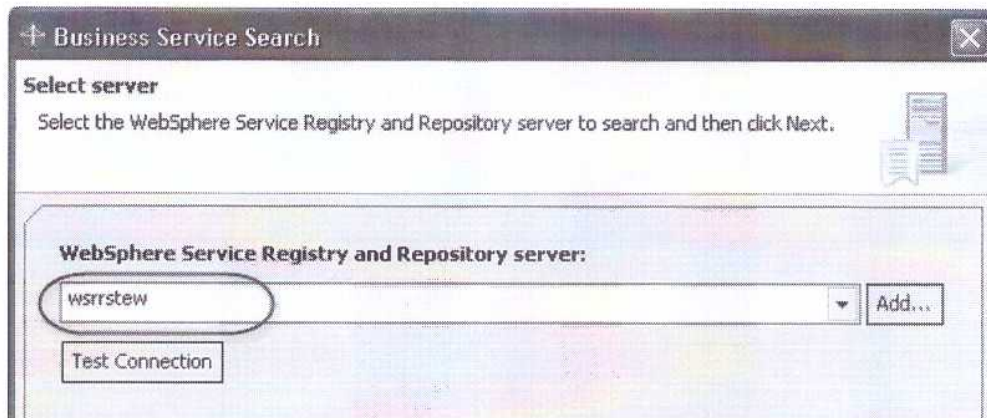 Business Service Search
Select server
Select the WebSphere Service Registry and Repository server to search and then click Next.
WebSphere Service Registry and Repository server:
wsrrstew
Add...
Test Connection